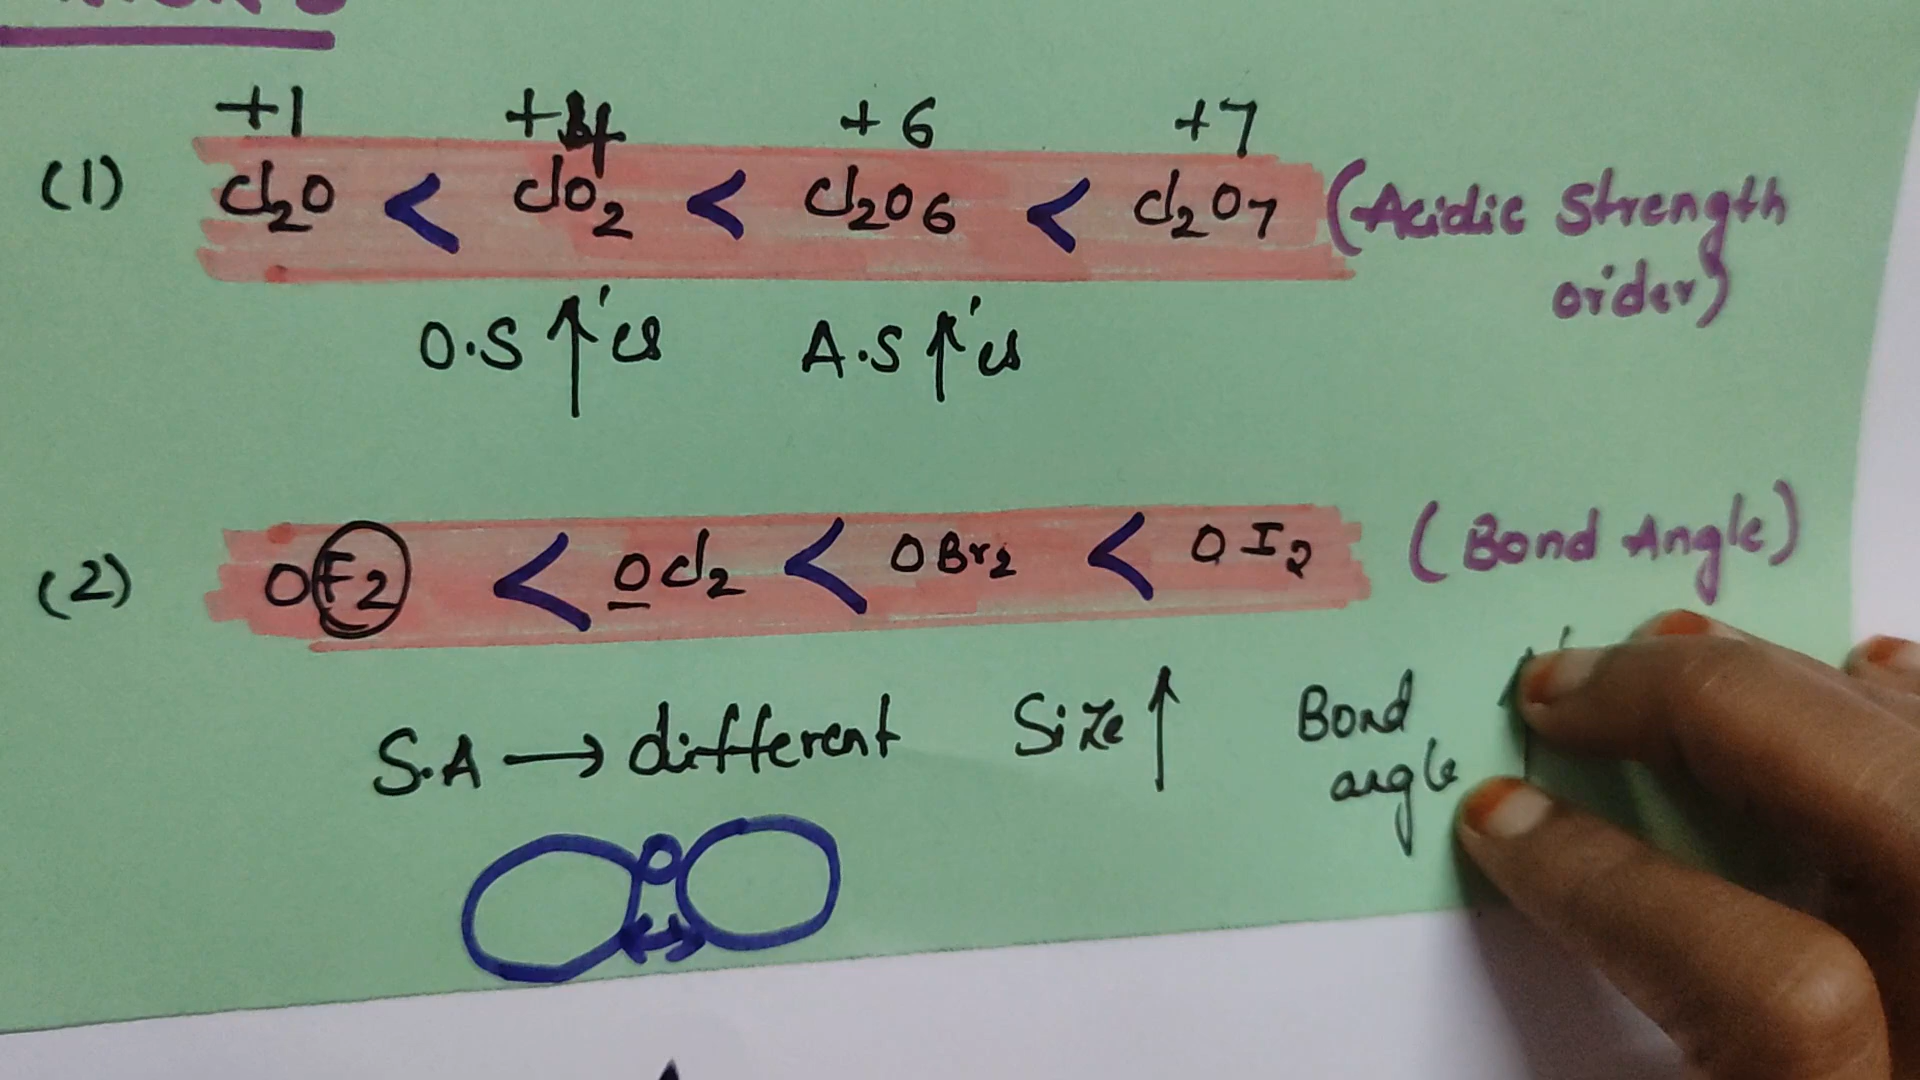 +1 +4 +6 +7
(1) Cl2O < ClO2 < Cl2O6 < Cl2O7 (Acidic Strength
order)
O.S ↑'es A.S ↑'es
(2) OF2 < OCl2 < OBr2 < OI2 (Bond Angle)
S.A → different Size ↑ Bond
angle